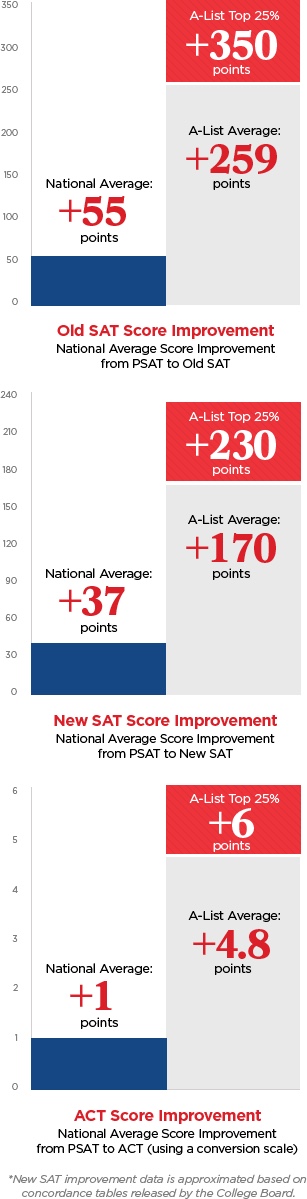 350
300
250
200
150
100
50
0
A-List Top 25%
+350
points
A-List Average:
+259
points
National Average:
+55
points
Old SAT Score Improvement
National Average Score Improvement
from PSAT to Old SAT
240
210
180
150
120
90
60
30
0
A-List Top 25%
+230
points
A-List Average:
+170
points
National Average:
+37
points
New SAT Score Improvement
National Average Score Improvement
from PSAT to New SAT
6
5
4
3
2
1
0
A-List Top 25%
+6
points
A-List Average:
+4.8
points
National Average:
+1
points
ACT Score Improvement
National Average Score Improvement
from PSAT to ACT (using a conversion scale)
*New SAT improvement data is approximated based on
concordance tables released by the College Board.